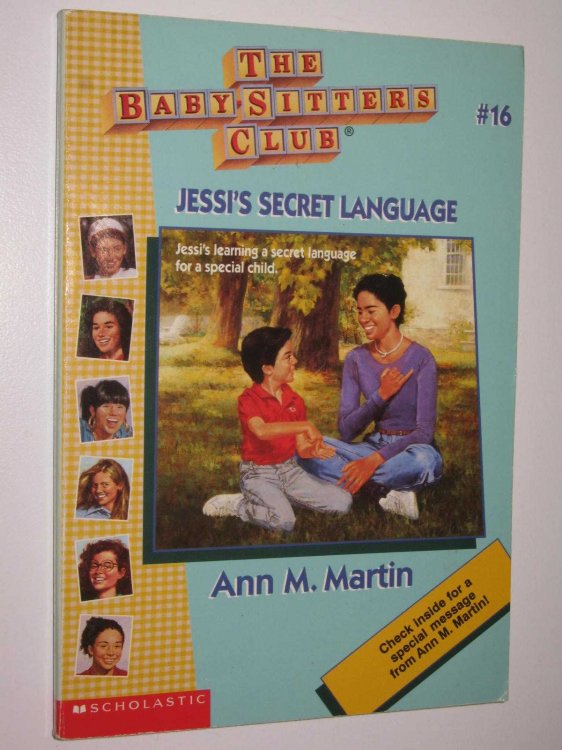 THE
BABY-SITTERS
CLUB®
#16
JESSI'S SECRET LANGUAGE
Jessi's learning a secret language
for a special child.
Ann M. Martin
Check inside for a
special message
from Ann M. Martin!
SCHOLASTIC